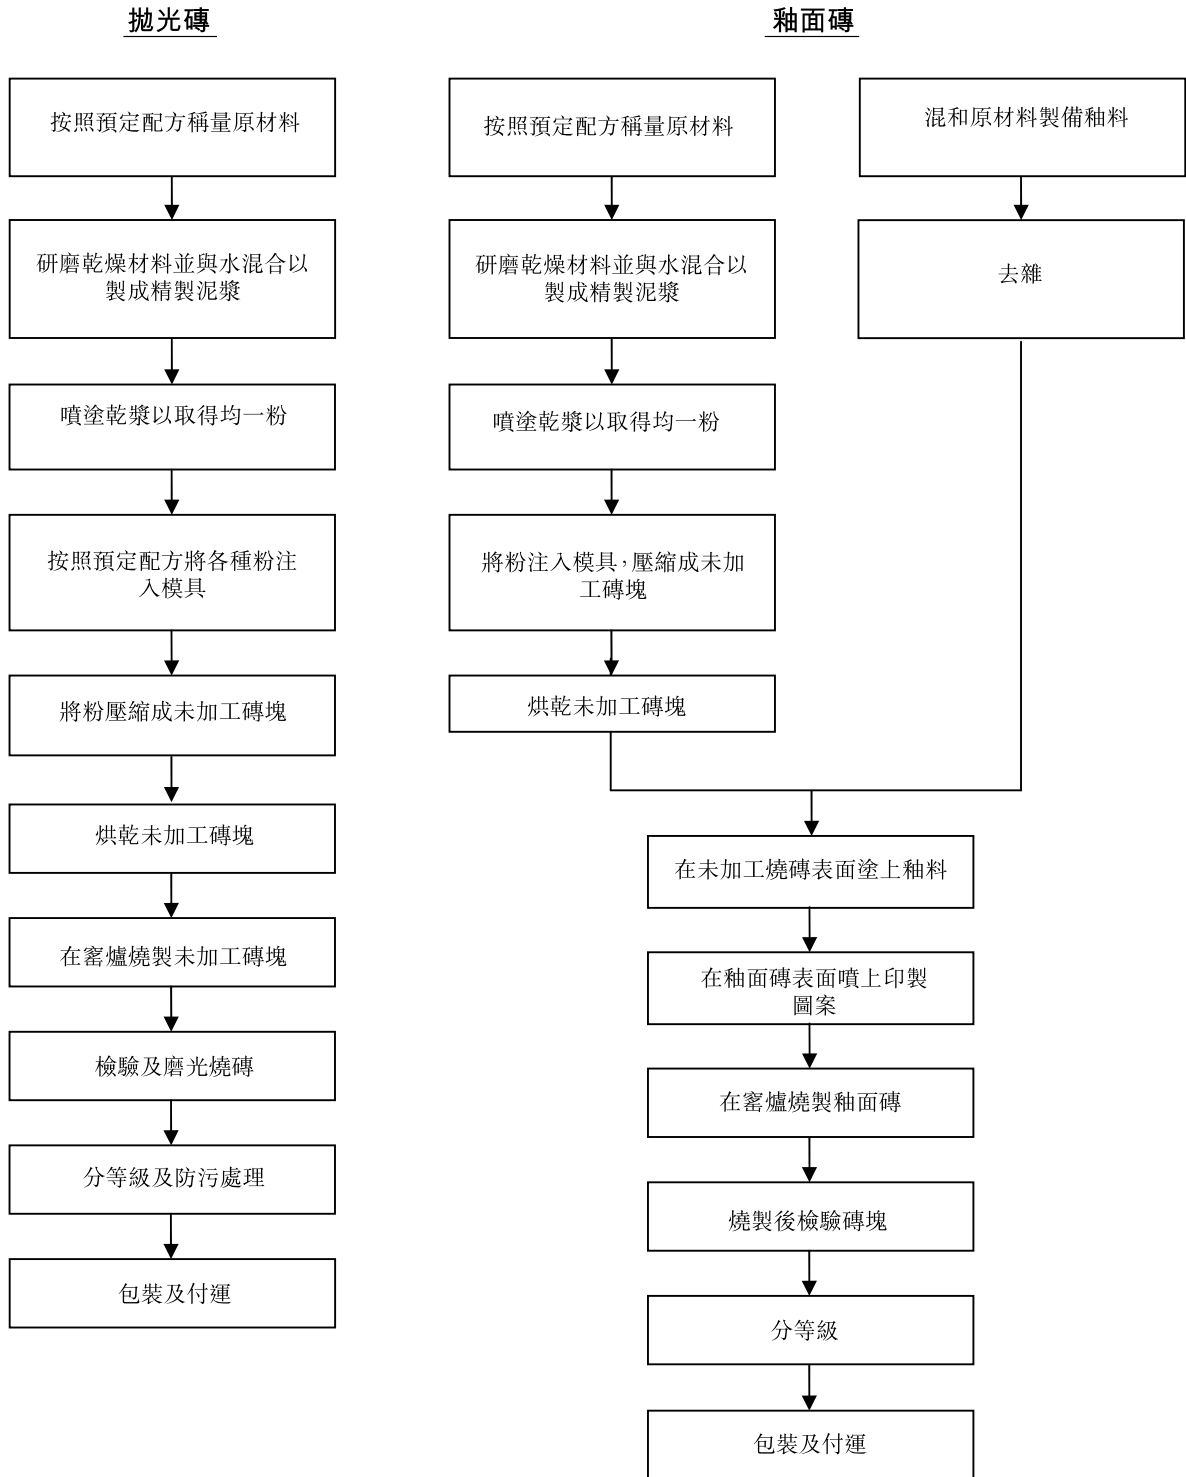 拋光磚
按照預定配方稱量原材料
研磨乾燥材料並與水混合以
製成精製泥漿
噴塗乾漿以取得均一粉
按照預定配方將各種粉注
入模具
將粉壓縮成未加工磚塊
烘乾未加工磚塊
在窰爐燒製未加工磚塊
檢驗及磨光燒磚
分等級及防污處理
包裝及付運
釉面磚
按照預定配方稱量原材料
研磨乾燥材料並與水混合以
製成精製泥漿
噴塗乾漿以取得均一粉
將粉注入模具，壓縮成未加
工磚塊
烘乾未加工磚塊
混和原材料製備釉料
去雜
在未加工燒磚表面塗上釉料
在釉面磚表面噴上印製
圖案
在窰爐燒製釉面磚
燒製後檢驗磚塊
分等級
包裝及付運